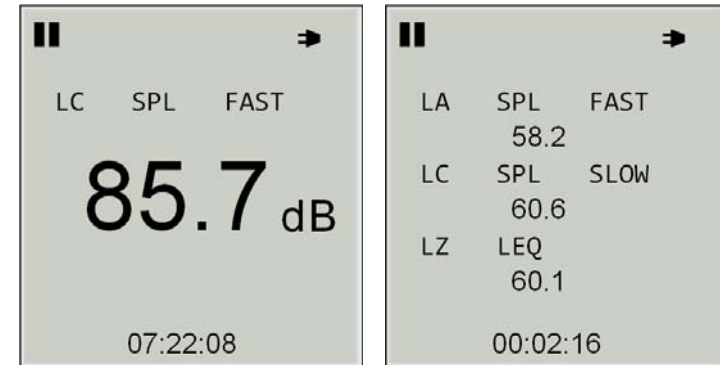 LC SPL FAST
85.7 dB
07:22:08
LA SPL FAST
58.2
LC SPL SLOW
60.6
LZ LEQ
60.1
00:02:16